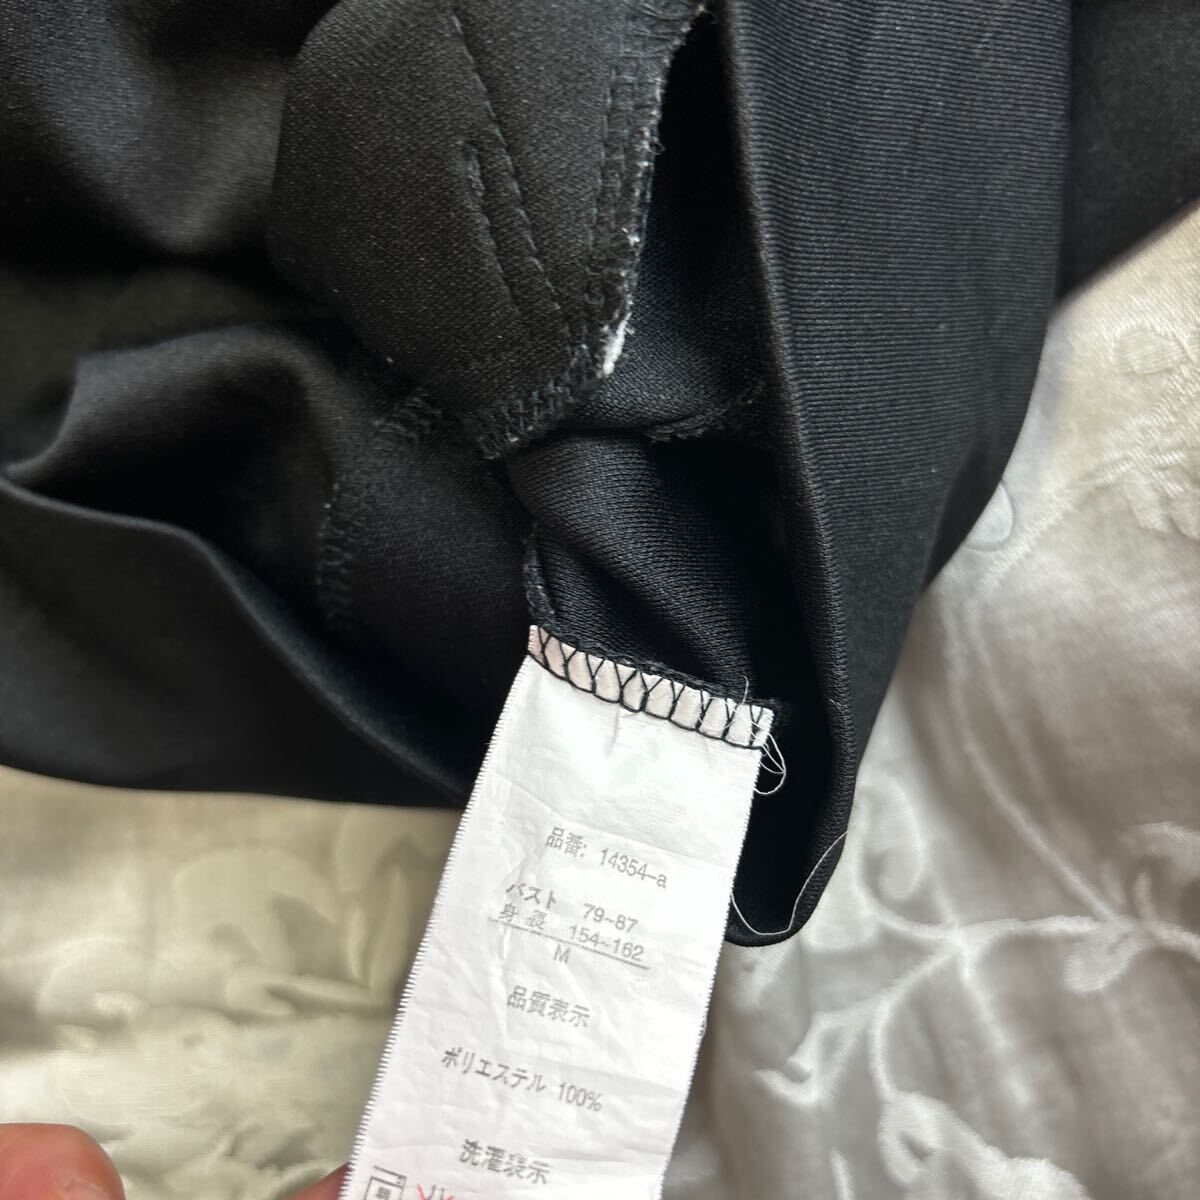 品番: 14354-a
バスト 79~87
身長 154~162
M
品質表示
ポリエステル 100%
洗濯表示